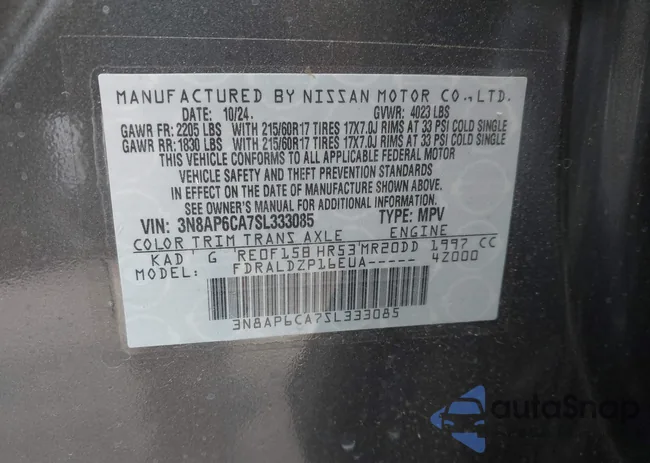 MANUFACTURED BY NISSAN MOTOR CO., LTD.
DATE: 10/24. GVWR: 4023 LBS
GAWR FR: 2205 LBS WITH 215/60R17 TIRES 17X7.0J RIMS AT 33 PSI COLD SINGLE
GAWR RR: 1830 LBS WITH 215/60R17 TIRES 17X7.0J RIMS AT 33 PSI COLD SINGLE
THIS VEHICLE CONFORMS TO ALL APPLICABLE FEDERAL MOTOR
VEHICLE SAFETY AND THEFT PREVENTION STANDARDS
IN EFFECT ON THE DATE OF MANUFACTURE SHOWN ABOVE.
SEE OWNER'S MANUAL FOR ADDITIONAL INFORMATION.
VIN: 3N8AP6CA7SL333085 TYPE: MPV
COLOR TRIM TRANS AXLE ENGINE
KAD G RE0F15B HR53 MR20DD 1997 CC
MODEL: FDRALDZP16EUA----- 4Z000
3N8AP6CA7SL333085
autoSnap